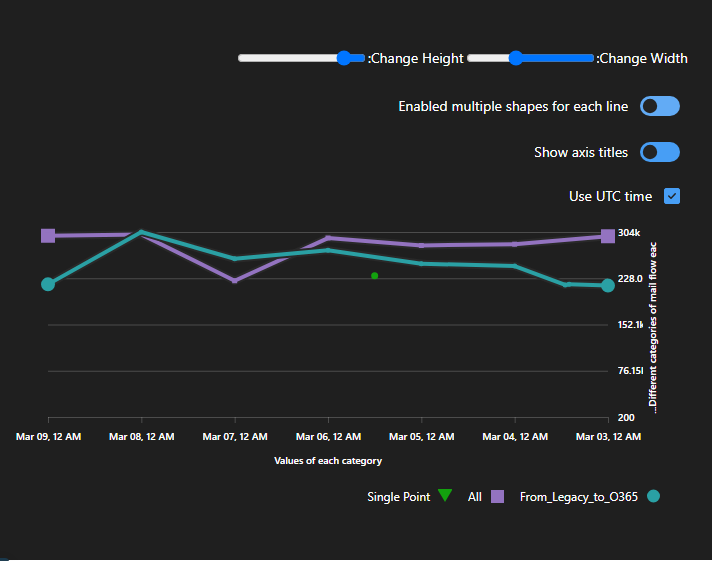 :Change Height :Change Width
Enabled multiple shapes for each line
Show axis titles
Use UTC time
304k
228.0
152.1k
76.15k
200
...Different categories of mail flow eac
Mar 09, 12 AM Mar 08, 12 AM Mar 07, 12 AM Mar 06, 12 AM Mar 05, 12 AM Mar 04, 12 AM Mar 03, 12 AM
Values of each category
Single Point All From_Legacy_to_O365